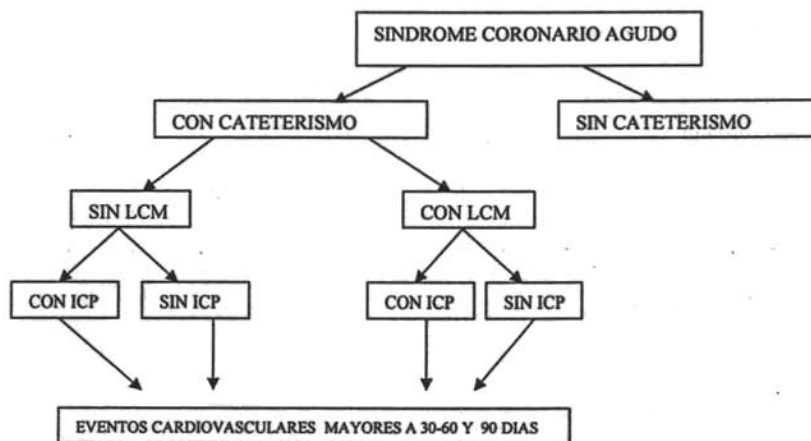 SINDROME CORONARIO AGUDO
CON CATETERISMO
SIN CATETERISMO
SIN LCM
CON LCM
CON ICP
SIN ICP
CON ICP
SIN ICP
EVENTOS CARDIOVASCULARES MAYORES A 30-60 Y 90 DIAS